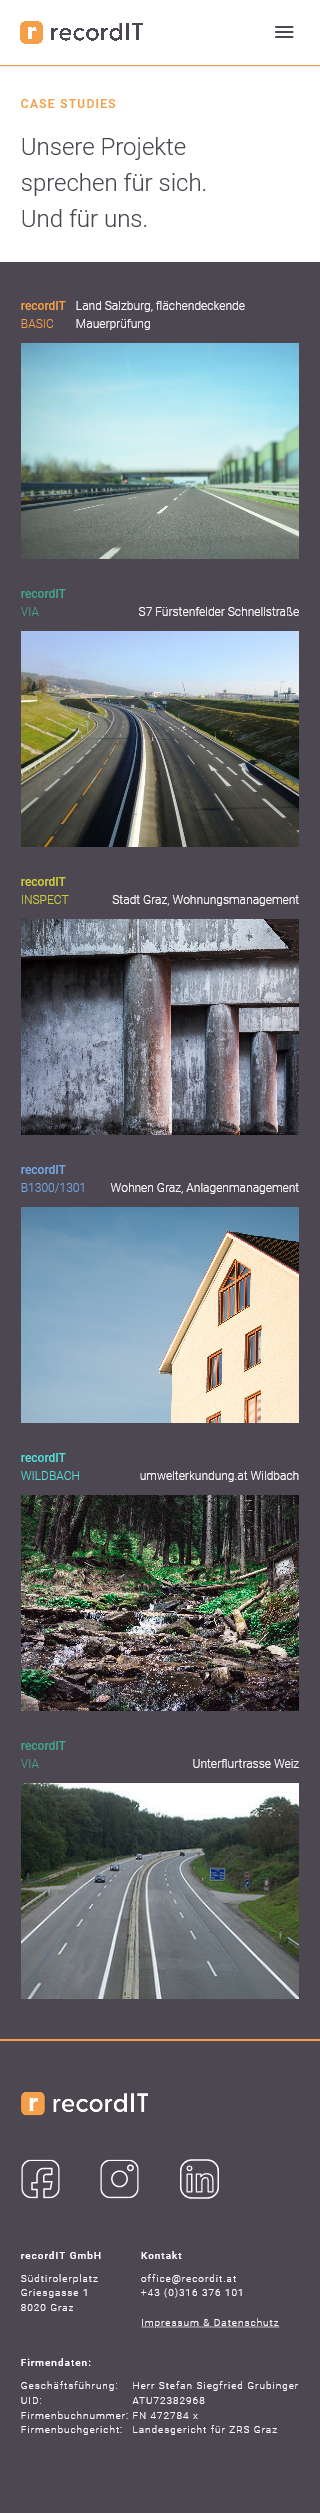 recordIT
CASE STUDIES
Unsere Projekte
sprechen für sich.
Und für uns.
recordIT Land Salzburg, flächendeckende
BASIC Mauerprüfung
recordIT
VIA S7 Fürstenfelder Schnellstraße
recordIT
INSPECT Stadt Graz, Wohnungsmanagement
recordIT
B1300/1301 Wohnen Graz, Anlagenmanagement
recordIT
WILDBACH umwelterkundung.at Wildbach
recordIT
VIA Unterflurtrasse Weiz
recordIT
recordIT GmbH
Südtirolerplatz
Griesgasse 1
8020 Graz
Kontakt
office@recordit.at
+43 (0)316 376 101
Impressum & Datenschutz
Firmendaten:
Geschäftsführung: Herr Stefan Siegfried Grubinger
UID: ATU72382968
Firmenbuchnummer: FN 472784 x
Firmenbuchgericht: Landesgericht für ZRS Graz